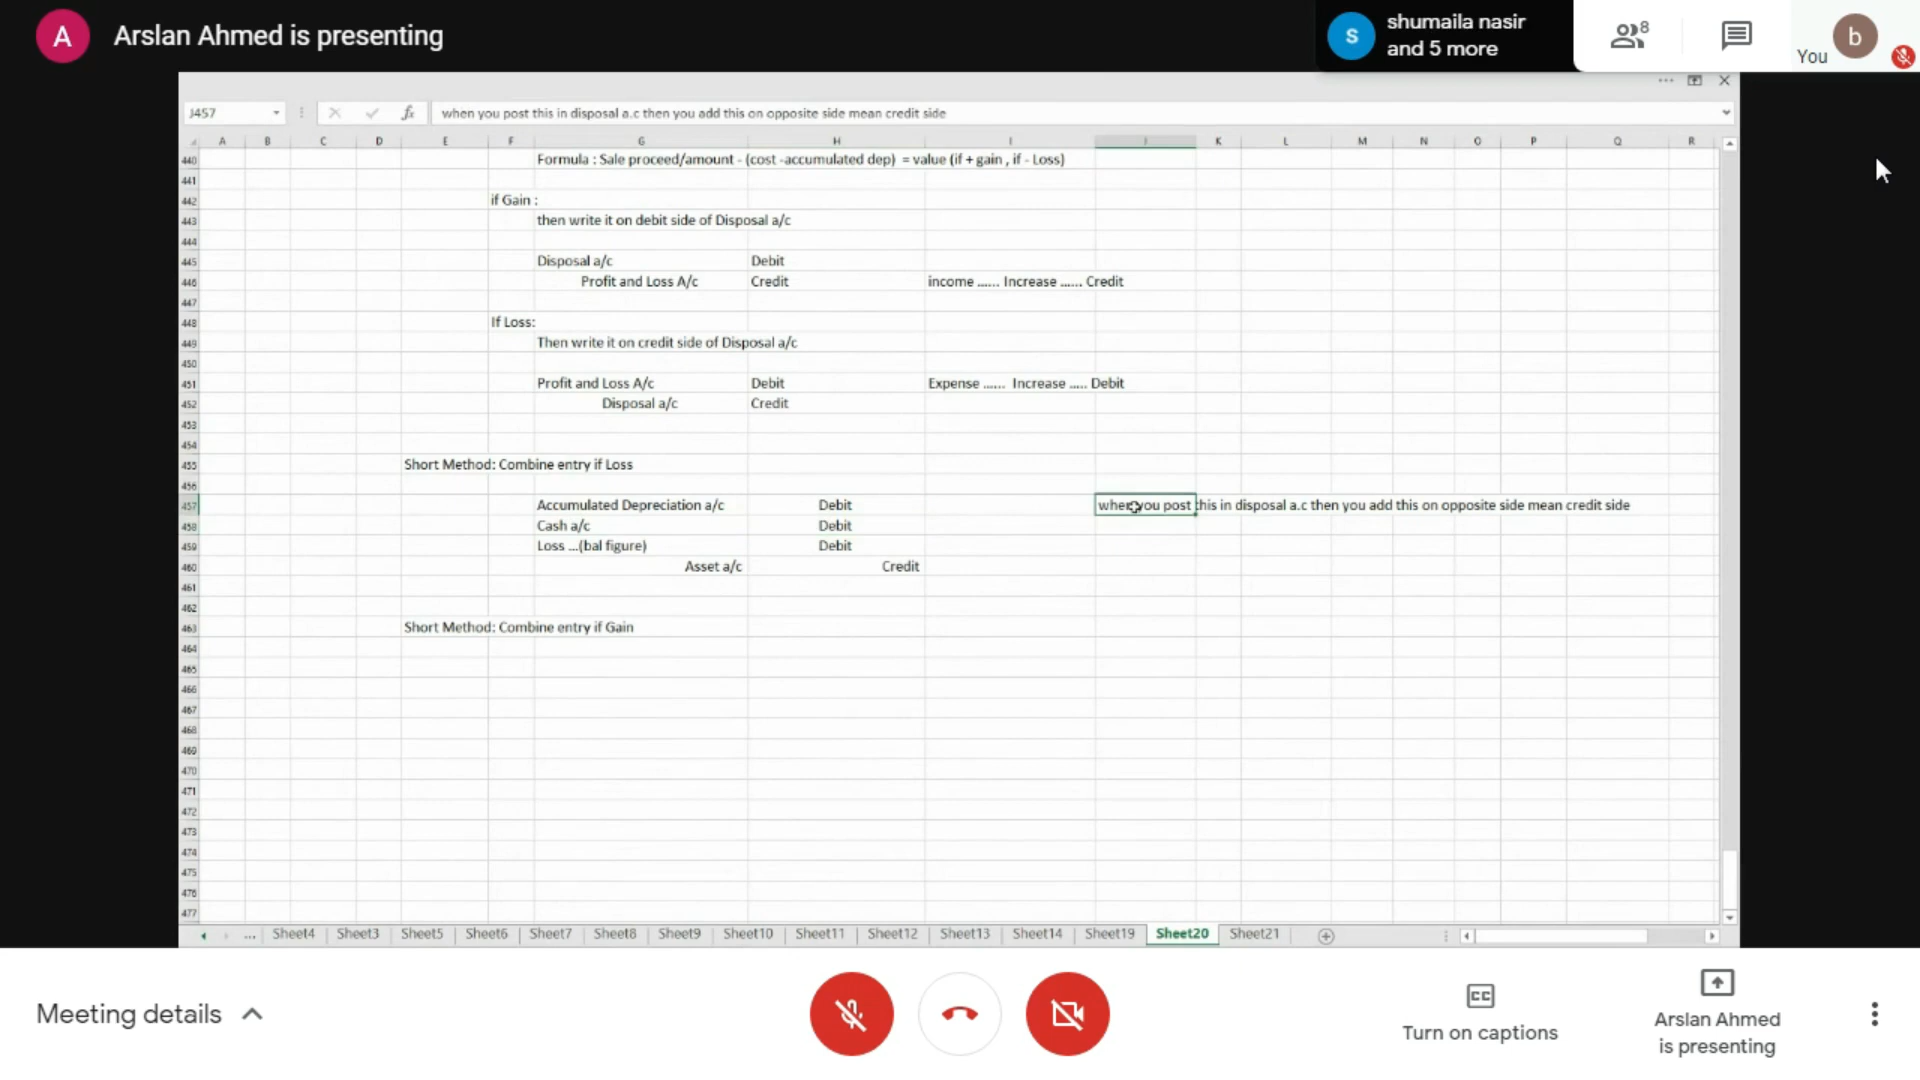 A Arslan Ahmed is presenting
s shumaila nasir
and 5 more
8
You b
J457 fx when you post this in disposal a.c then you add this on opposite side mean credit side
A B C D E F G H I J K L M N O P Q R
440 Formula : Sale proceed/amount - (cost -accumulated dep) = value (if + gain , if - Loss)
441
442 if Gain :
443 then write it on debit side of Disposal a/c
444
445 Disposal a/c Debit
446 Profit and Loss A/c Credit income ...... Increase ...... Credit
447
448 If Loss:
449 Then write it on credit side of Disposal a/c
450
451 Profit and Loss A/c Debit Expense ...... Increase ..... Debit
452 Disposal a/c Credit
453
454
455 Short Method: Combine entry if Loss
456
457 Accumulated Depreciation a/c Debit when you post this in disposal a.c then you add this on opposite side mean credit side
458 Cash a/c Debit
459 Loss ...(bal figure) Debit
460 Asset a/c Credit
461
462
463 Short Method: Combine entry if Gain
464
465
466
467
468
469
470
471
472
473
474
475
476
477
... Sheet4 Sheet3 Sheet5 Sheet6 Sheet7 Sheet8 Sheet9 Sheet10 Sheet11 Sheet12 Sheet13 Sheet14 Sheet19 Sheet20 Sheet21
Meeting details
CC
Turn on captions
Arslan Ahmed
is presenting